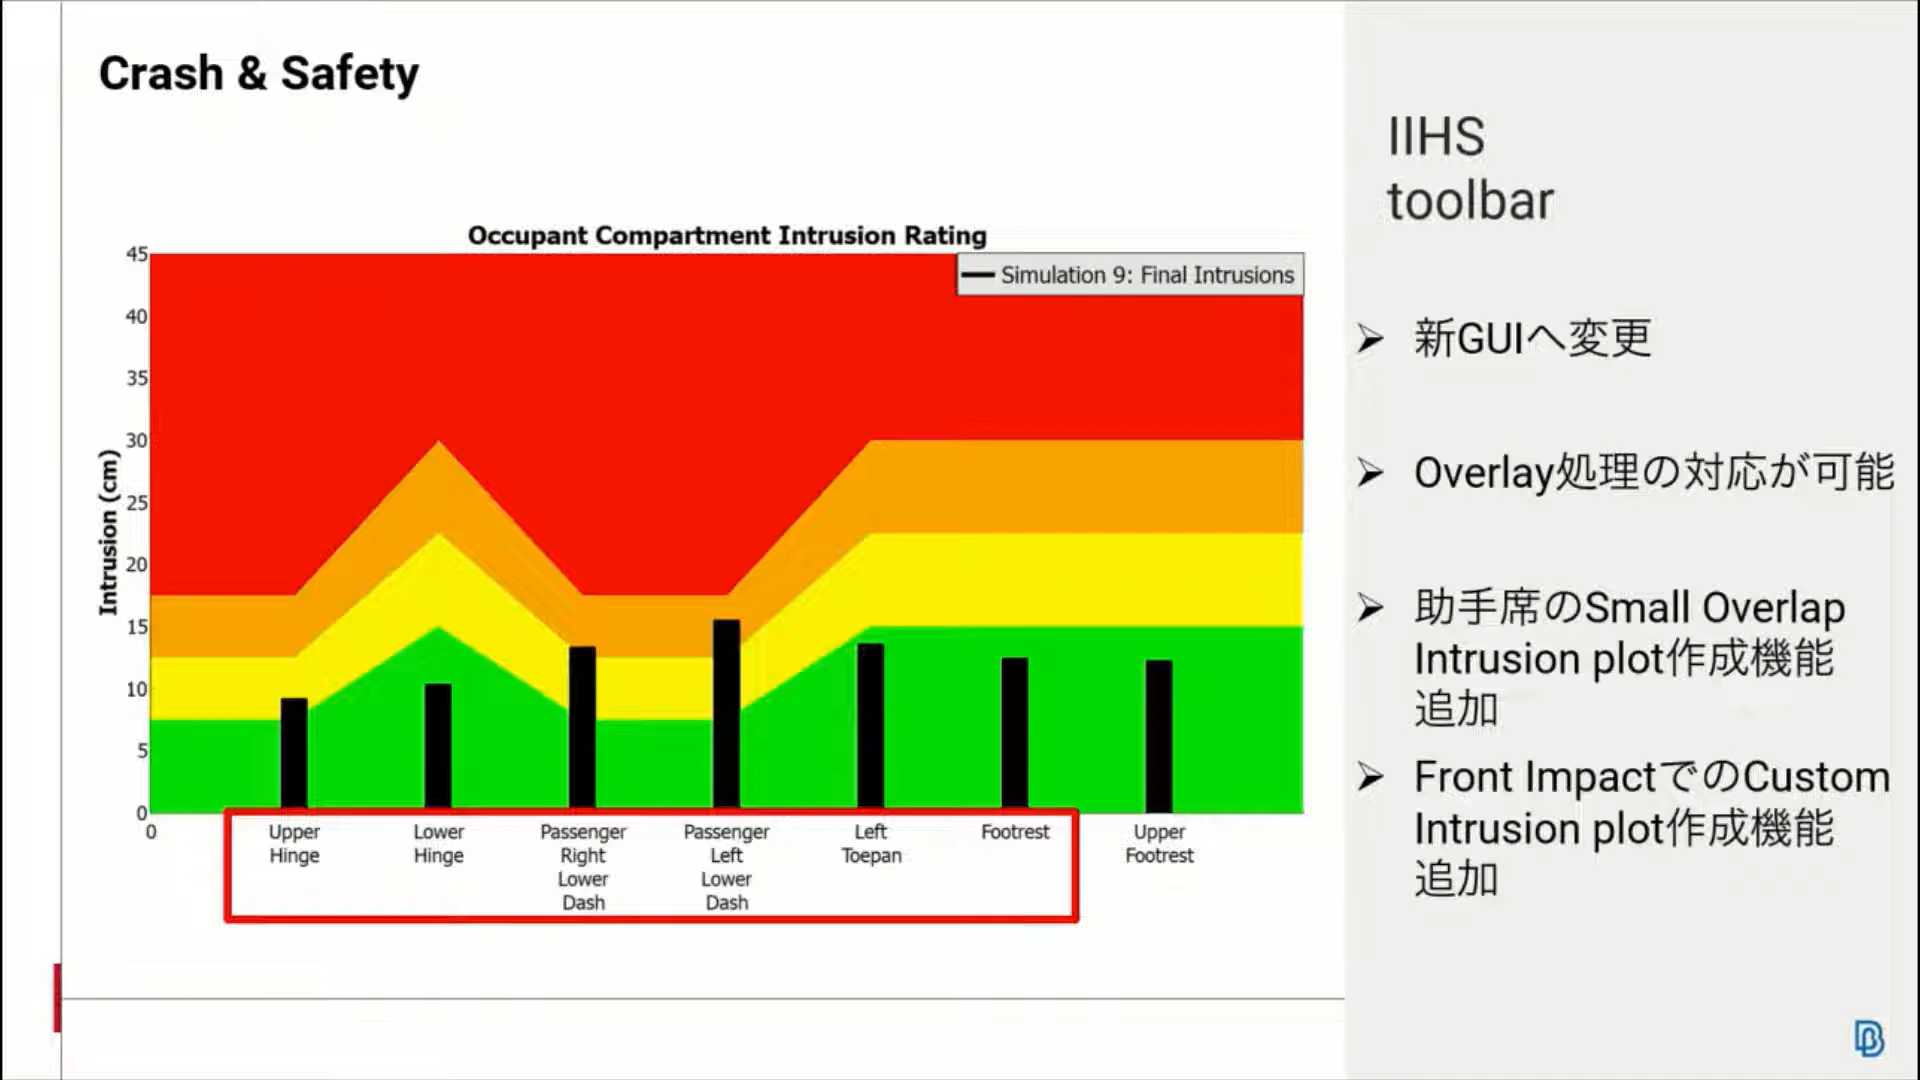 Crash & Safety
IIHS
toolbar
Occupant Compartment Intrusion Rating
Simulation 9: Final Intrusions
Intrusion (cm)
45
40
35
30
25
20
15
10
5
0
0
Upper
Hinge
Lower
Hinge
Passenger
Right
Lower
Dash
Passenger
Left
Lower
Dash
Left
Toepan
Footrest
Upper
Footrest
➢ 新GUIへ変更
➢ Overlay処理の対応が可能
➢ 助手席のSmall Overlap
Intrusion plot作成機能
追加
➢ Front ImpactでのCustom
Intrusion plot作成機能
追加